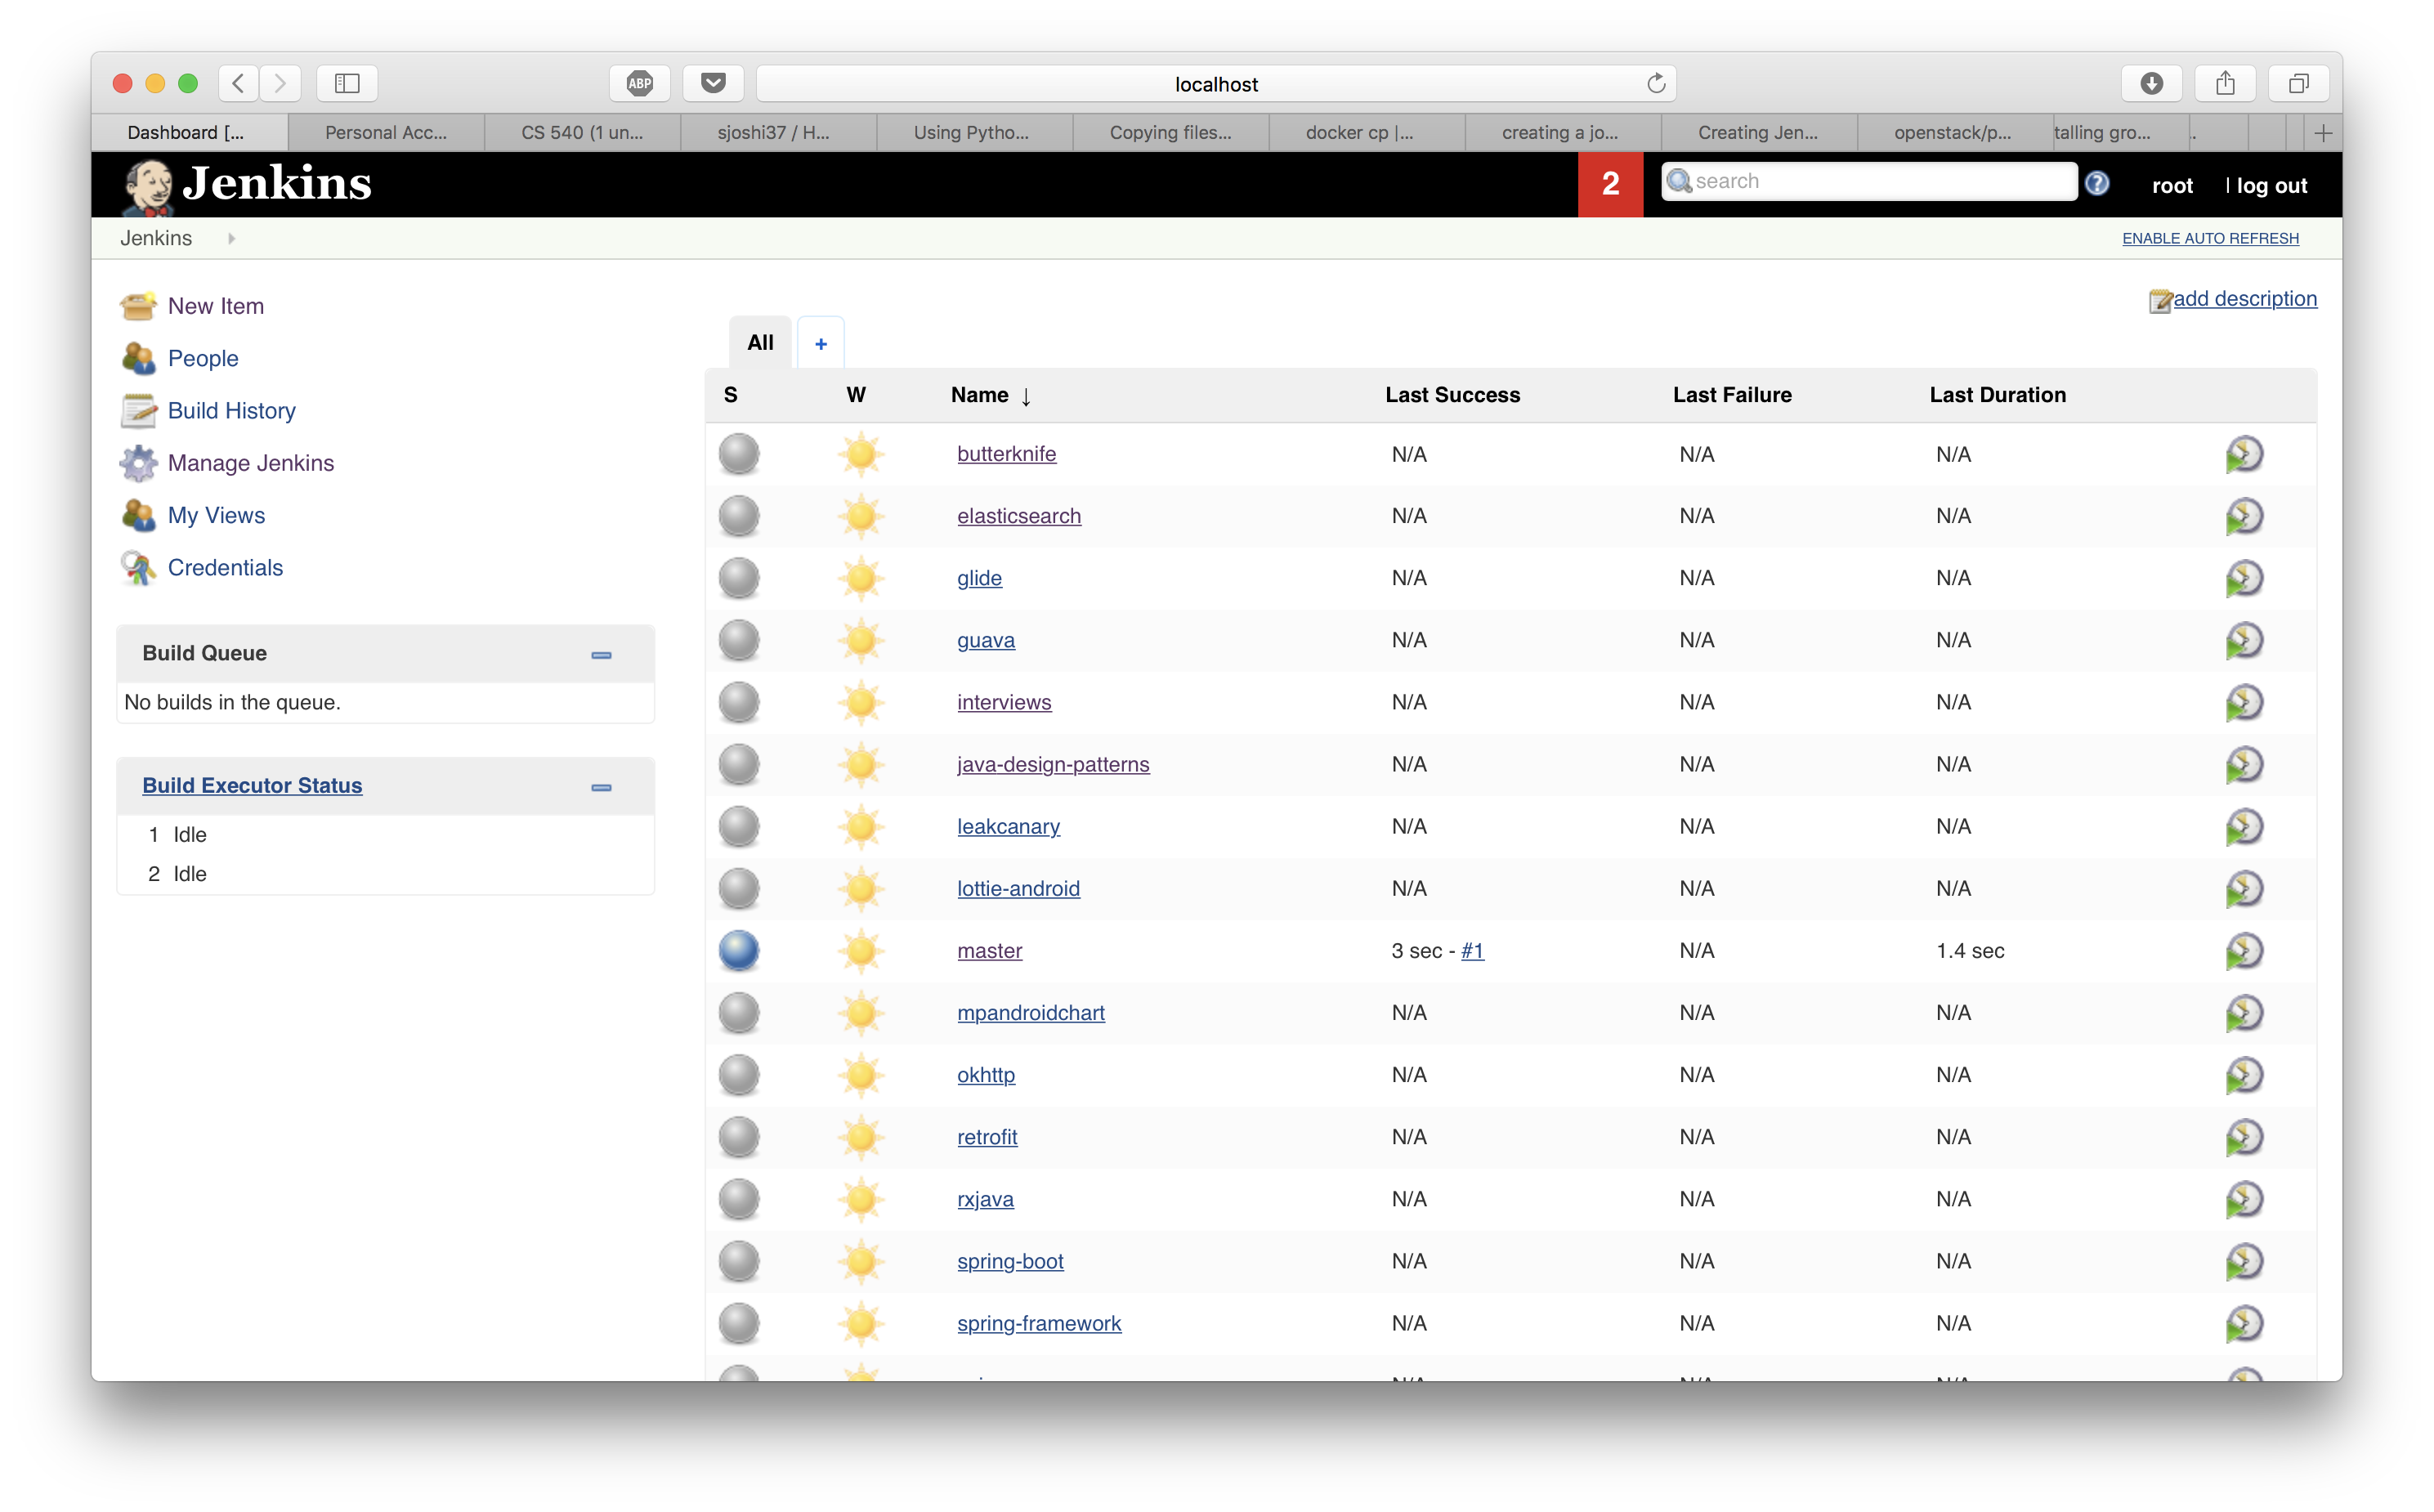 ABP
localhost
Dashboard [...
Personal Acc...
CS 540 (1 un...
sjoshi37 / H...
Using Pytho...
Copying files...
docker cp |...
creating a jo...
Creating Jen...
openstack/p...
talling gro...
Jenkins
2
search
root
| log out
Jenkins
ENABLE AUTO REFRESH
New Item
People
Build History
Manage Jenkins
My Views
Credentials
Build Queue
No builds in the queue.
Build Executor Status
1 Idle
2 Idle
add description
All +
S W Name ↓ Last Success Last Failure Last Duration
butterknife N/A N/A N/A
elasticsearch N/A N/A N/A
glide N/A N/A N/A
guava N/A N/A N/A
interviews N/A N/A N/A
java-design-patterns N/A N/A N/A
leakcanary N/A N/A N/A
lottie-android N/A N/A N/A
master 3 sec - #1 N/A 1.4 sec
mpandroidchart N/A N/A N/A
okhttp N/A N/A N/A
retrofit N/A N/A N/A
rxjava N/A N/A N/A
spring-boot N/A N/A N/A
spring-framework N/A N/A N/A
N/A N/A N/A